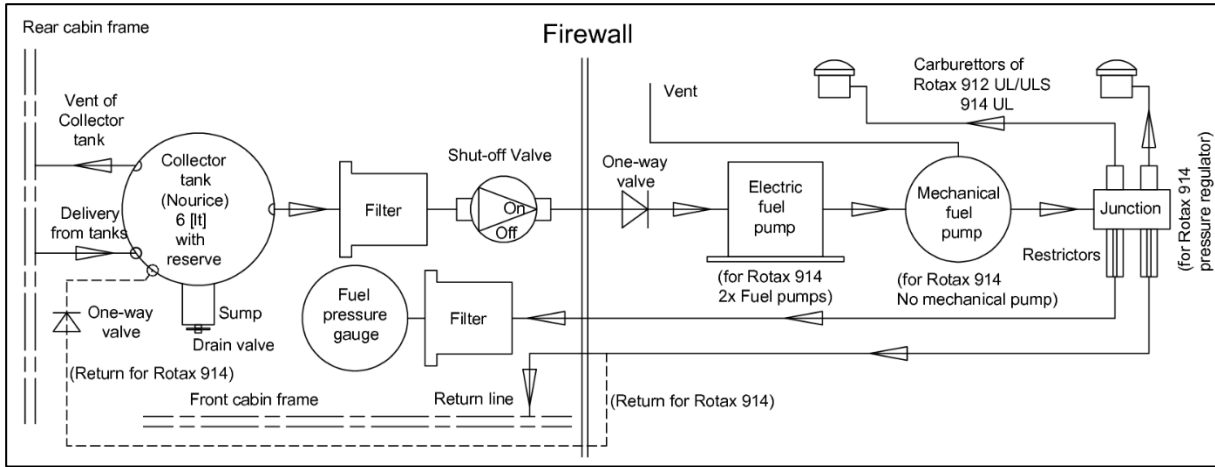 Rear cabin frame
Firewall
Vent of
Collector
tank
Vent
Carburettors of
Rotax 912 UL/ULS
914 UL
Collector
tank
(Nourice)
6 [lt]
with
reserve
Delivery
from tanks
Filter
Shut-off Valve
On
Off
One-way
valve
Electric
fuel
pump
(for Rotax 914
2x Fuel pumps)
Mechanical
fuel
pump
(for Rotax 914
No mechanical pump)
Junction
Restrictors
(for Rotax 914
pressure regulator)
One-way
valve
Sump
Drain valve
Fuel
pressure
gauge
Filter
(Return for Rotax 914)
Front cabin frame
Return line
(Return for Rotax 914)